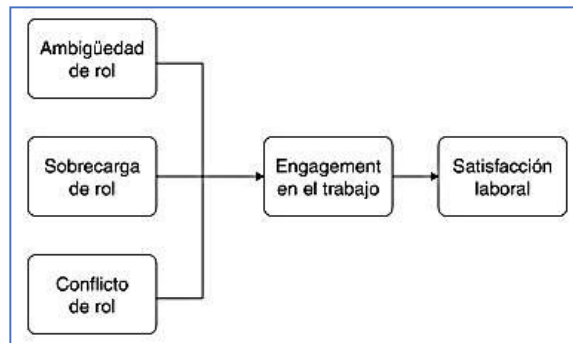 Ambigüedad
de rol
Sobrecarga
de rol
Engagement
en el trabajo
Satisfacción
laboral
Conflicto
de rol